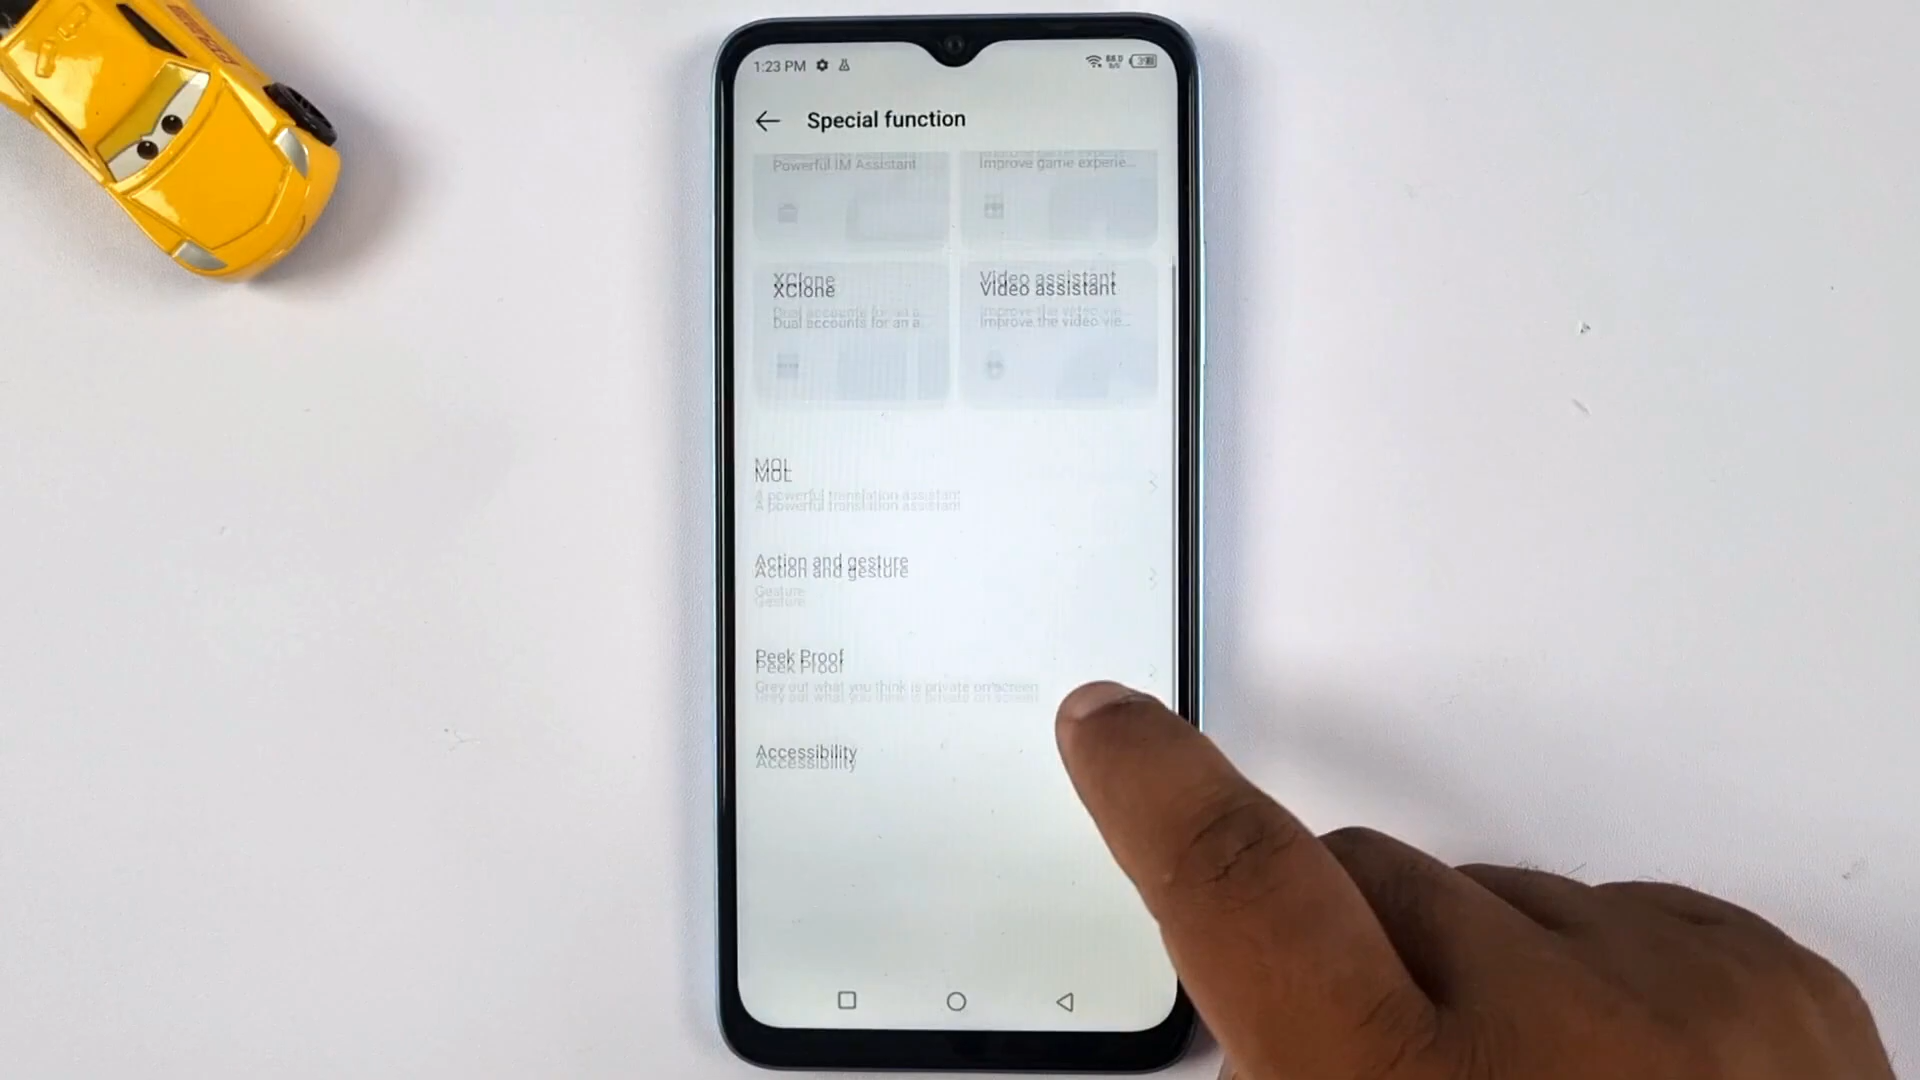 1:23 PM
Special function
Powerful IM Assistant
Improve game experie...
XClone
Dual accounts for an a...
Video assistant
Improve the video vie...
MOL
A powerful translation assistant
Action and gesture
Gesture
Peek Proof
Grey out what you think is private on screen
Accessibility